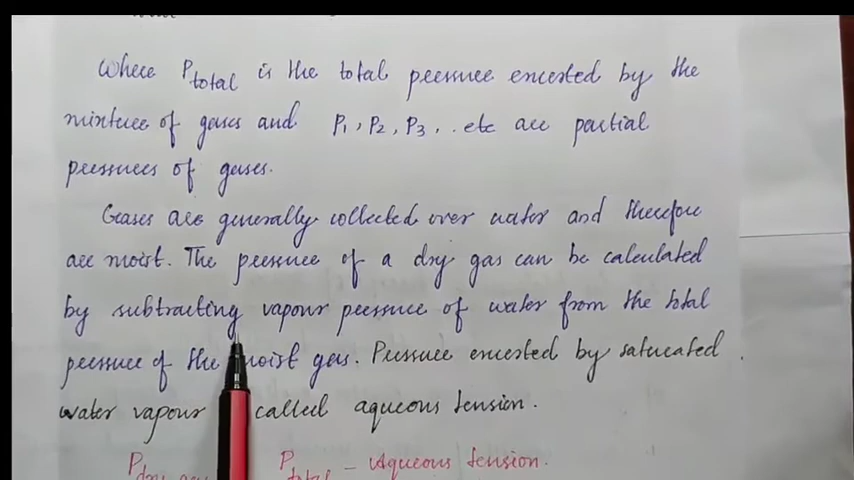 Where P total is the total pressure exerted by the
mixture of gases and P1, P2, P3, .. etc are partial
pressures of gases.
Gases are generally collected over water and therefore
are moist. The pressure of a dry gas can be calculated
by subtracting vapour pressure of water from the total
pressure of the moist gas. Pressure exerted by saturated
water vapour called aqueous tension.
P total - Aqueous tension.